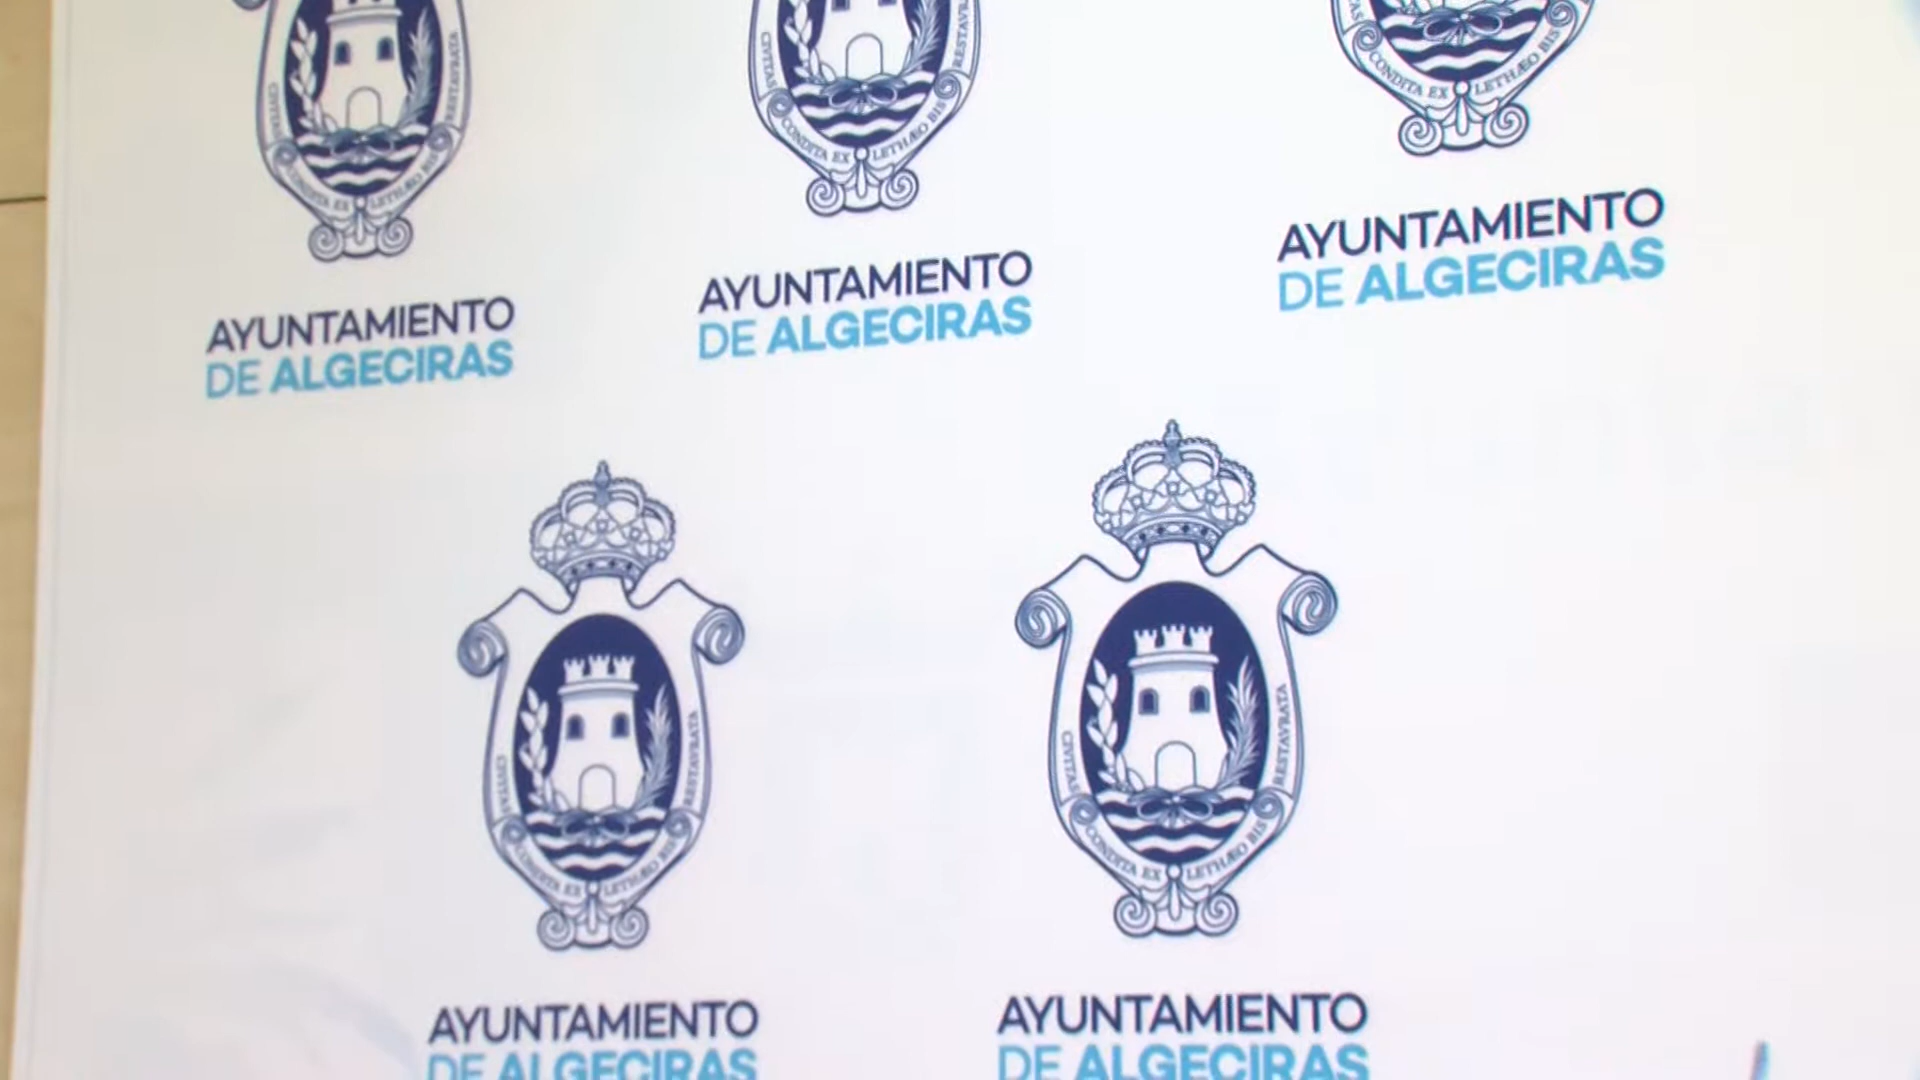 CIVITAS CONDITA EX LETHÆO BIS RESTAVRATA
AYUNTAMIENTO
DE ALGECIRAS
CIVITAS CONDITA EX LETHÆO BIS RESTAVRATA
AYUNTAMIENTO
DE ALGECIRAS
CONDITA EX LETHÆO BIS
AYUNTAMIENTO
DE ALGECIRAS
CIVITAS CONDITA EX LETHÆO BIS RESTAVRATA
AYUNTAMIENTO
DE ALGECIRAS
CIVITAS CONDITA EX LETHÆO BIS RESTAVRATA
AYUNTAMIENTO
DE ALGECIRAS